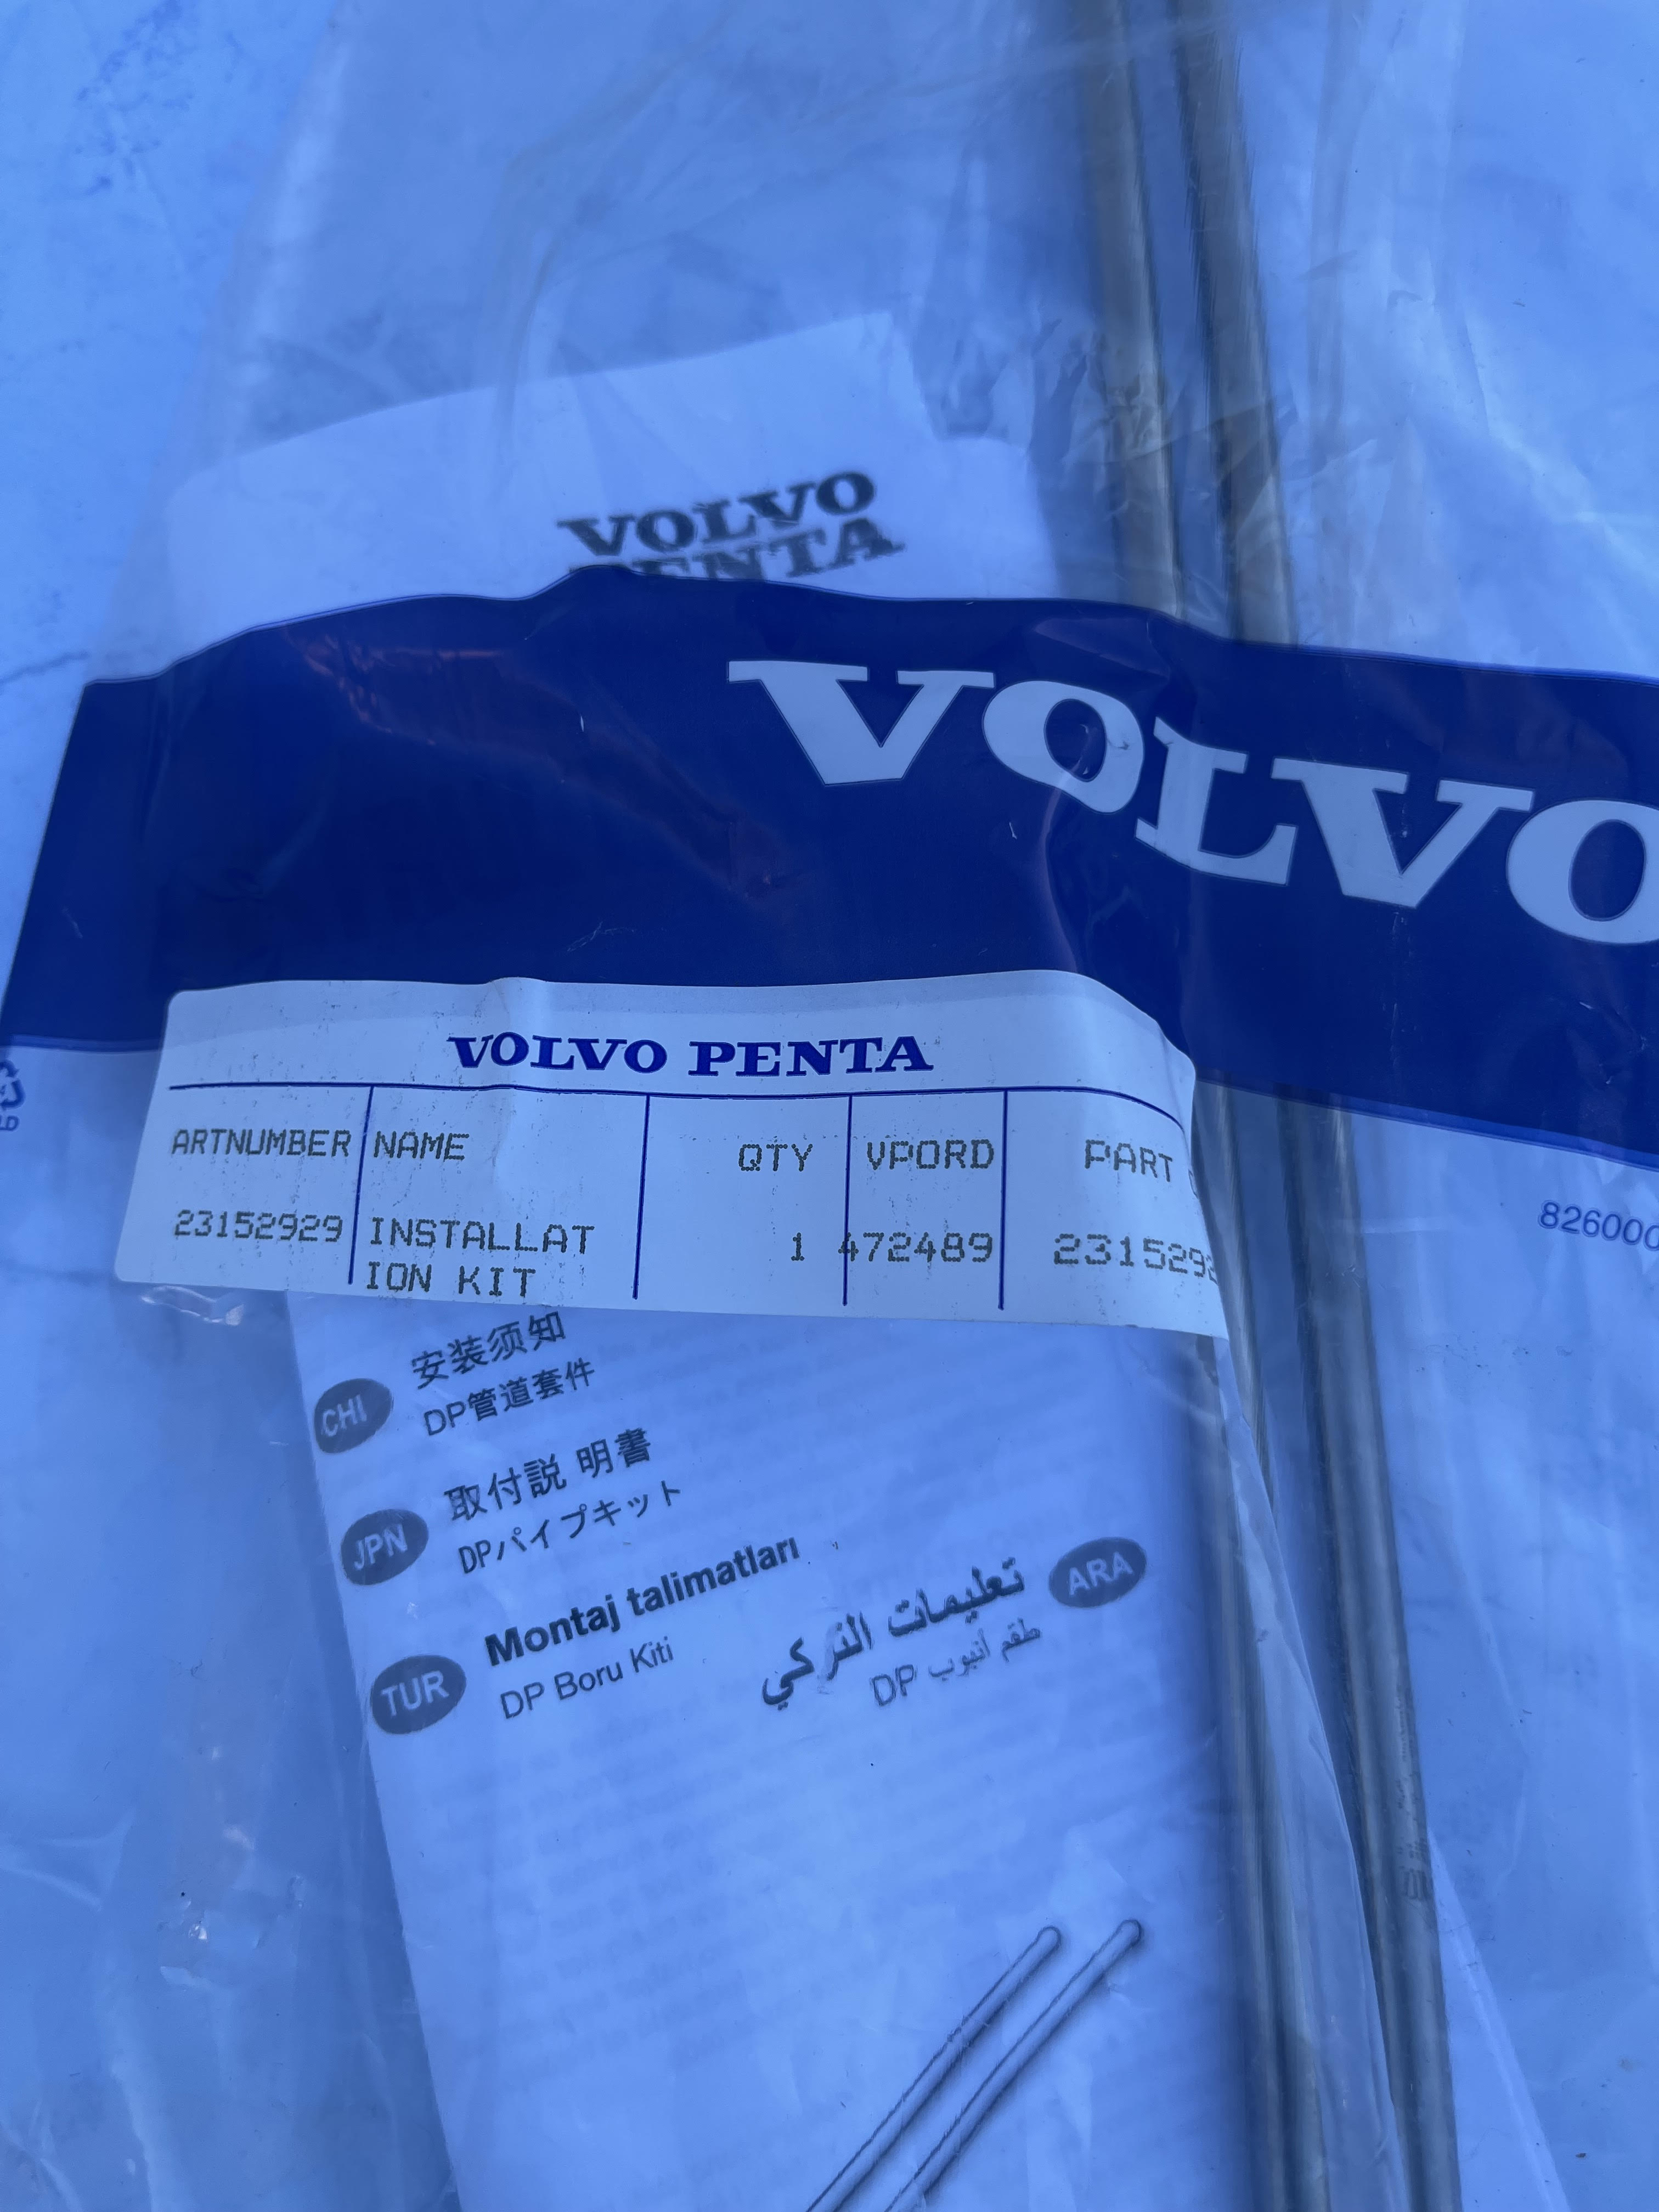 VOLVO
PENTA
VOLVO
VOLVO PENTA
ARTNUMBER NAME QTY VPORD PART
23152929 INSTALLAT 1 472489 2315292
ION KIT
826000
CHI 安装须知
DP管道套件
JPN 取付説明書
DPパイプキット
TUR Montaj talimatları
DP Boru Kiti
تعليمات التركي ARA
طقم أنبوب DP